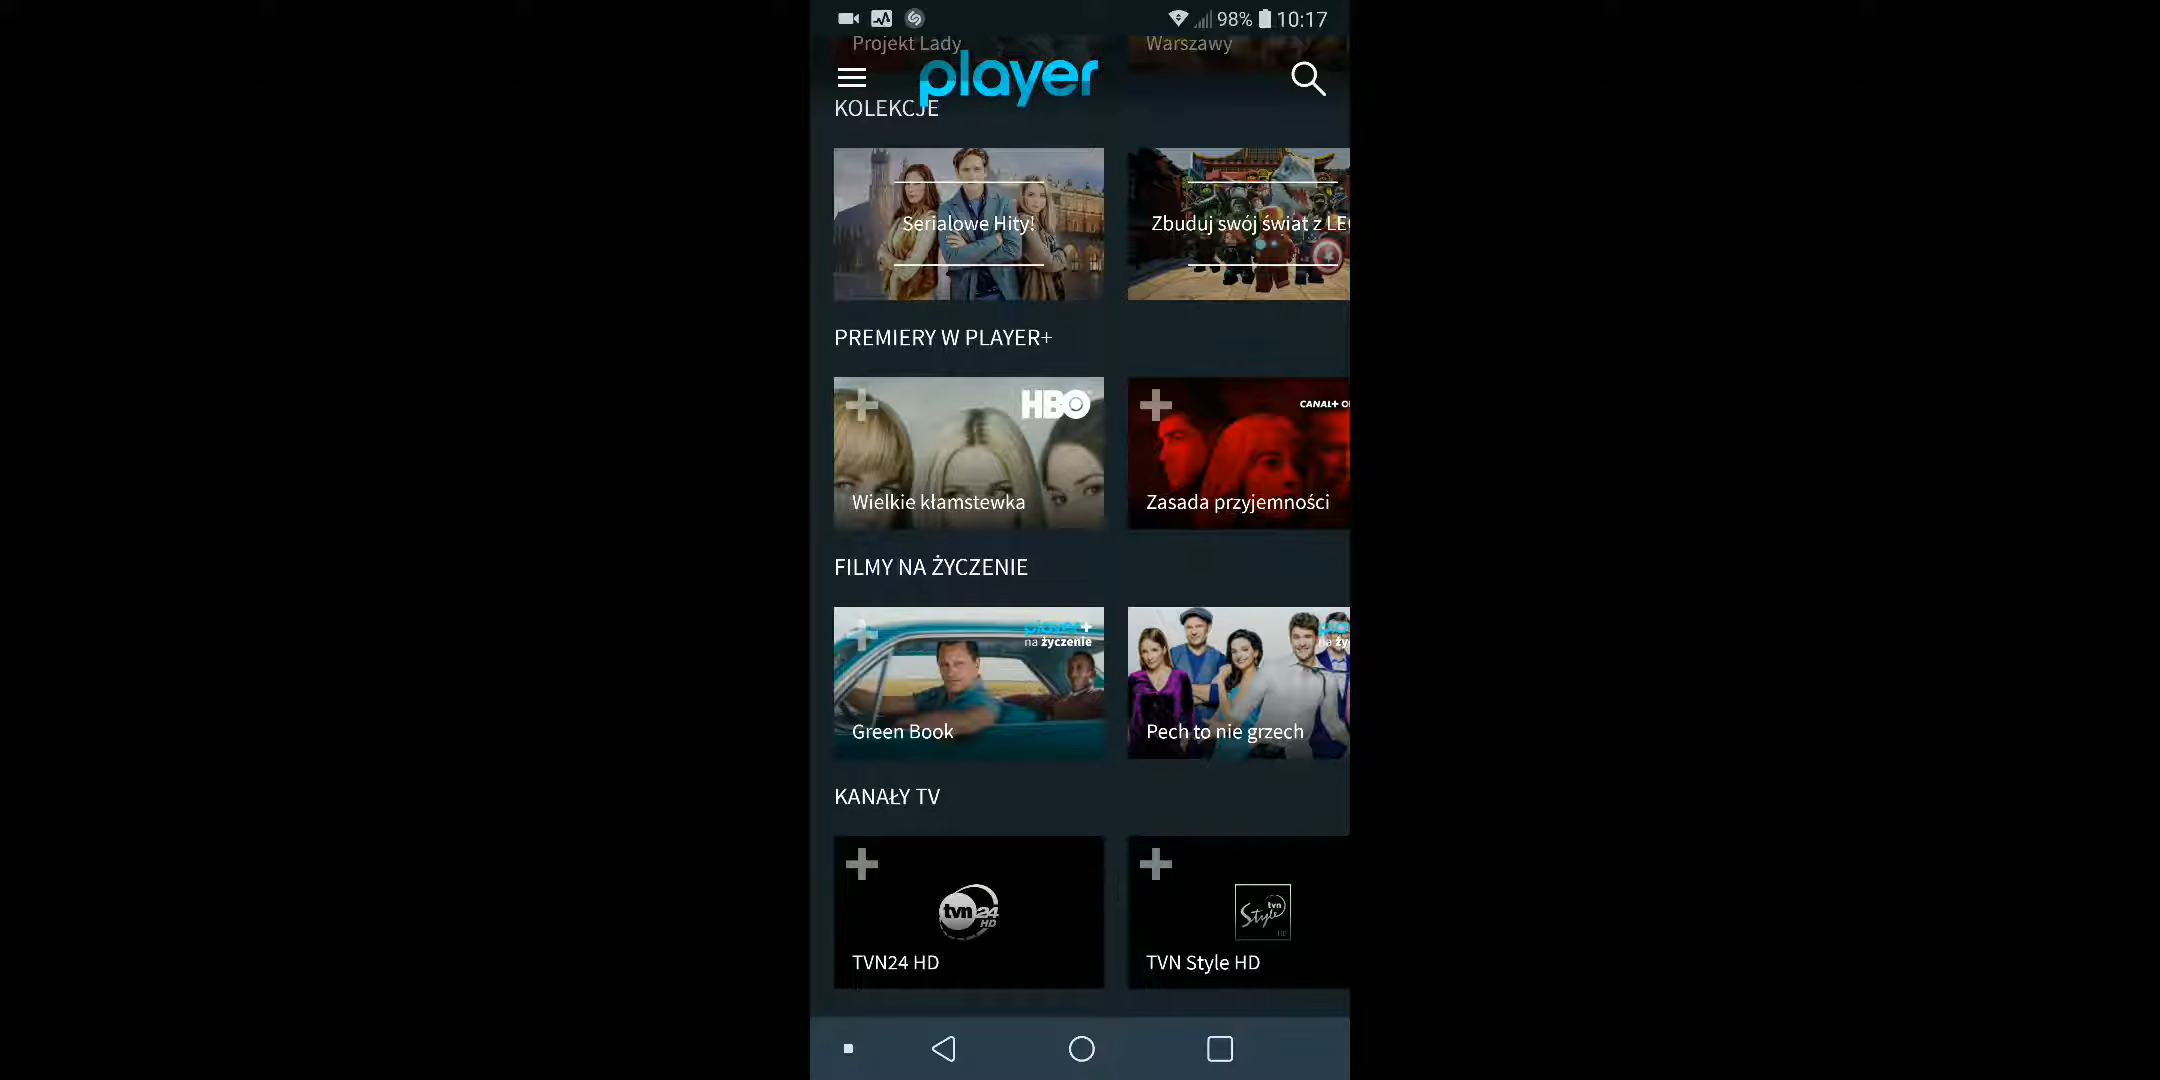 98% 10:17
Projekt Lady
Warszawy
player
KOLEKCJE
Serialowe Hity!
Zbuduj swój świat z LE
PREMIERY W PLAYER+
HBO
CANAL+
Wielkie kłamstewka
Zasada przyjemności
FILMY NA ŻYCZENIE
player+
na życzenie
Green Book
Pech to nie grzech
KANAŁY TV
tvn24
HD
tvn
Style
HD
TVN24 HD
TVN Style HD